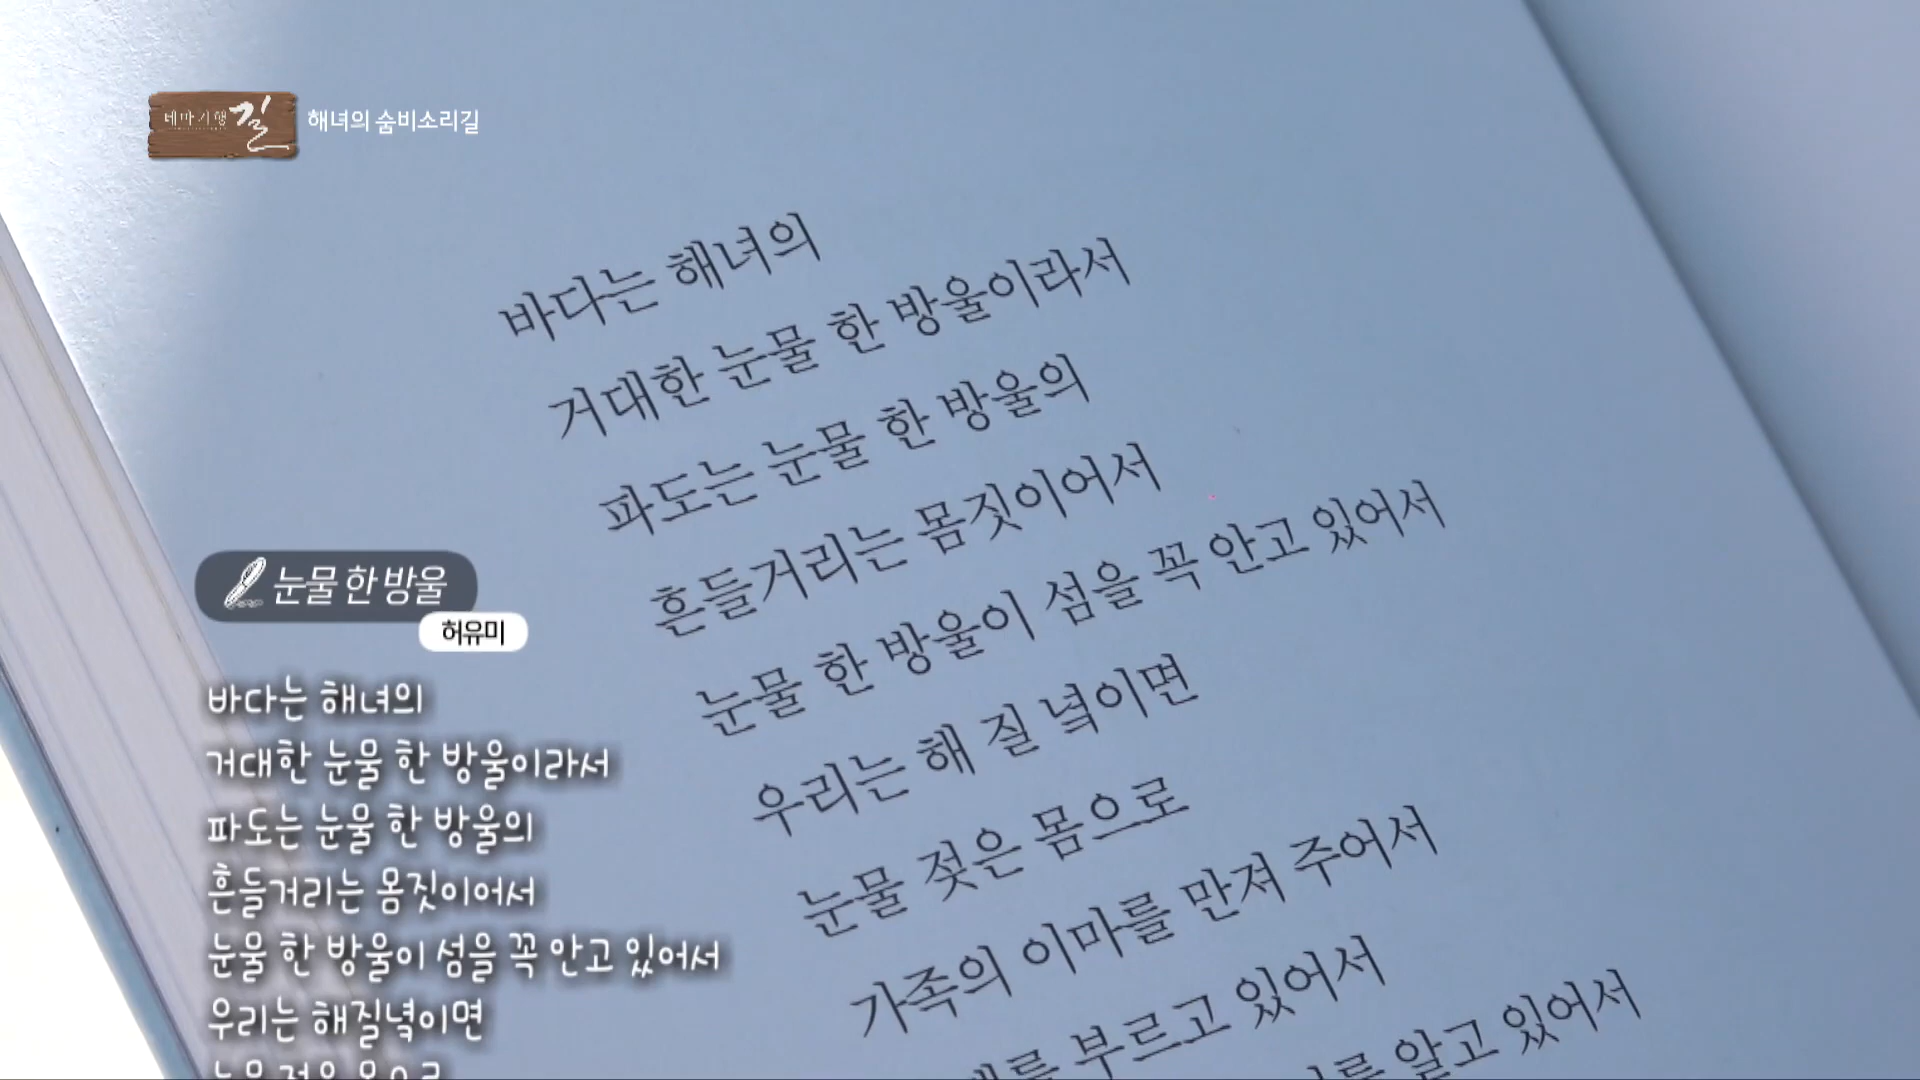 테마기행 길
해녀의 숨비소리길
바다는 해녀의
거대한 눈물 한 방울이라서
파도는 눈물 한 방울의
흔들거리는 몸짓이어서
눈물 한 방울이 섬을 꼭 안고 있어서
우리는 해 질 녘이면
눈물 젖은 몸으로
가족의 이마를 만져 주어서
부르고 있어서
알고 있어서
눈물 한 방울
허유미
바다는 해녀의
거대한 눈물 한 방울이라서
파도는 눈물 한 방울의
흔들거리는 몸짓이어서
눈물 한 방울이 섬을 꼭 안고 있어서
우리는 해질녘이면
눈물 젖은 몸으로